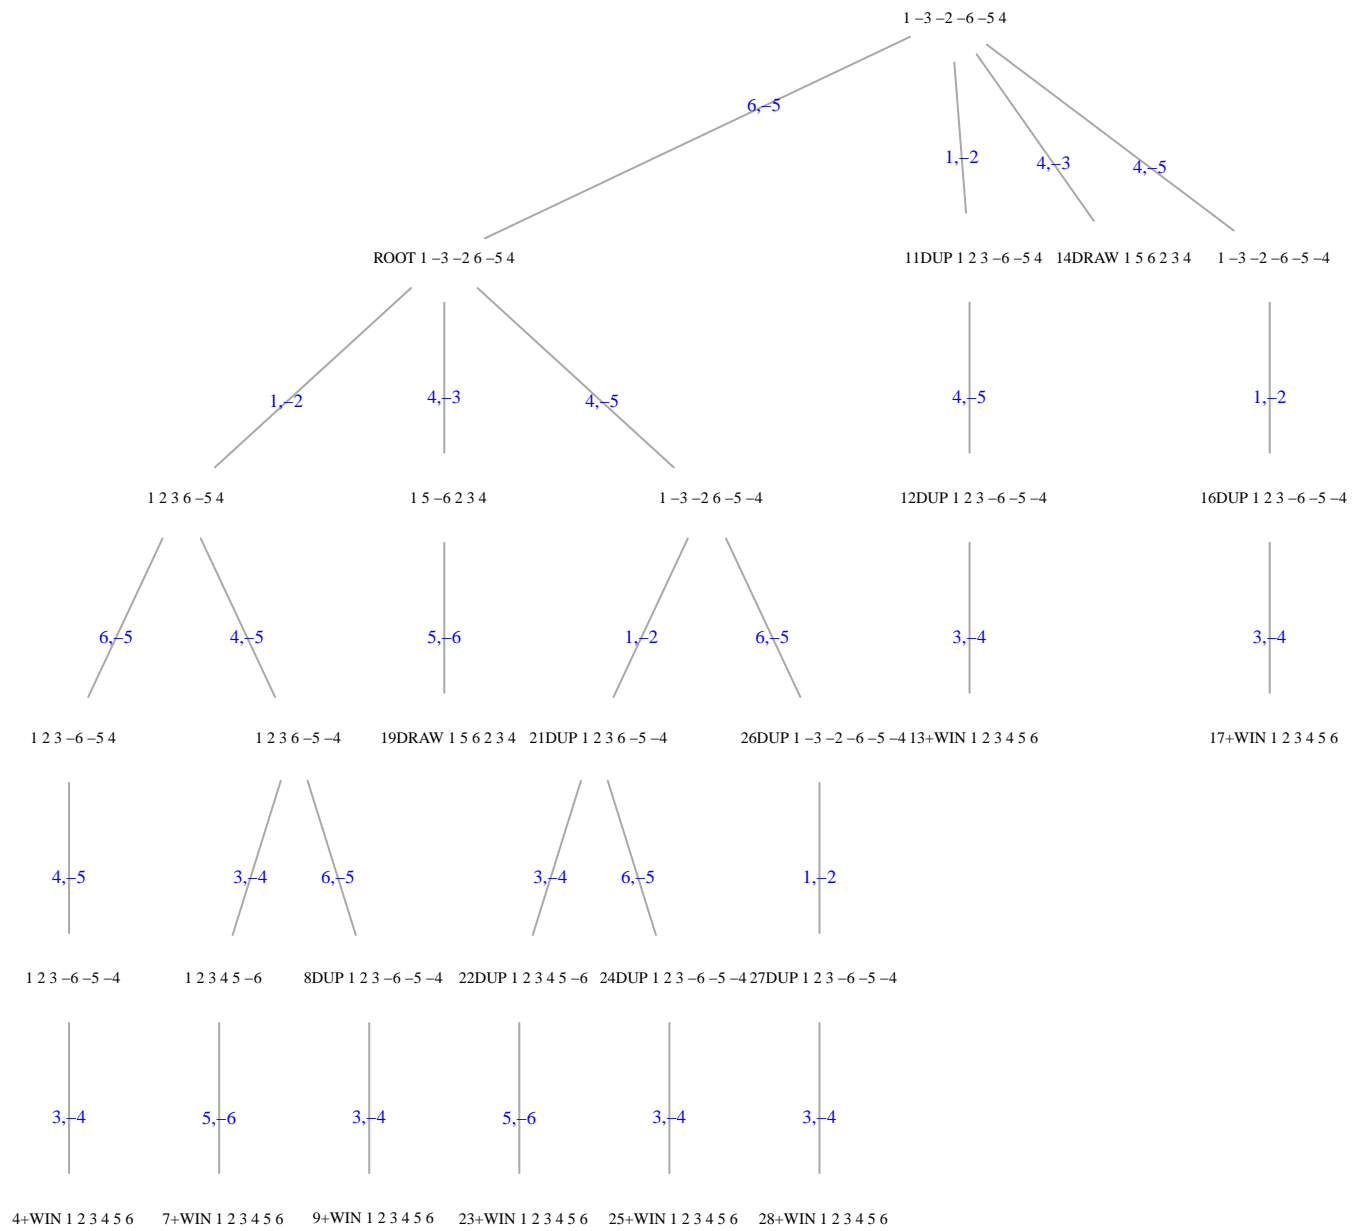 1 –3 –2 –6 –5 4
6,–5
1,–2
4,–3
4,–5
ROOT 1 –3 –2 6 –5 4
11DUP 1 2 3 –6 –5 4
14DRAW 1 5 6 2 3 4
1 –3 –2 –6 –5 –4
1,–2
4,–3
4,–5
4,–5
1,–2
1 2 3 6 –5 4
1 5 –6 2 3 4
1 –3 –2 6 –5 –4
12DUP 1 2 3 –6 –5 –4
16DUP 1 2 3 –6 –5 –4
6,–5
4,–5
5,–6
1,–2
6,–5
3,–4
3,–4
1 2 3 –6 –5 4
1 2 3 6 –5 –4
19DRAW 1 5 6 2 3 4
21DUP 1 2 3 6 –5 –4
26DUP 1 –3 –2 –6 –5 –4
13+WIN 1 2 3 4 5 6
17+WIN 1 2 3 4 5 6
4,–5
3,–4
6,–5
3,–4
6,–5
1,–2
1 2 3 –6 –5 –4
1 2 3 4 5 –6
8DUP 1 2 3 –6 –5 –4
22DUP 1 2 3 4 5 –6
24DUP 1 2 3 –6 –5 –4
27DUP 1 2 3 –6 –5 –4
3,–4
5,–6
3,–4
5,–6
3,–4
3,–4
4+WIN 1 2 3 4 5 6
7+WIN 1 2 3 4 5 6
9+WIN 1 2 3 4 5 6
23+WIN 1 2 3 4 5 6
25+WIN 1 2 3 4 5 6
28+WIN 1 2 3 4 5 6